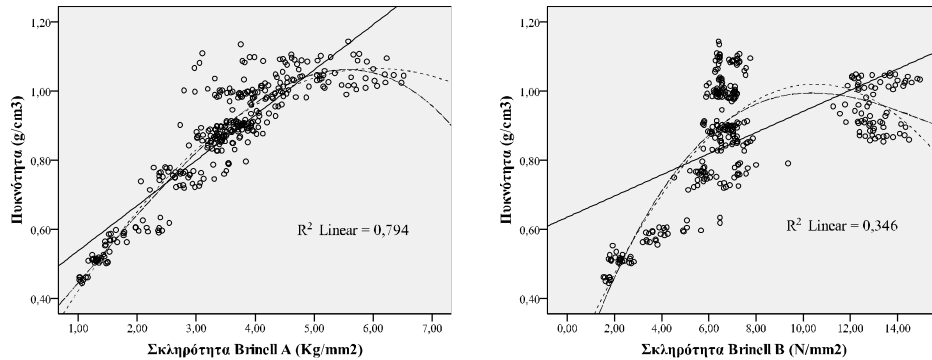 1,20
1,00
0,80
0,60
0,40
Πυκνότητα (g/cm3)
R² Linear = 0,794
1,00 2,00 3,00 4,00 5,00 6,00 7,00
Σκληρότητα Brinell A (Kg/mm2)
1,20
1,00
0,80
0,60
0,40
Πυκνότητα (g/cm3)
R² Linear = 0,346
0,00 2,00 4,00 6,00 8,00 10,00 12,00 14,00
Σκληρότητα Brinell B (N/mm2)